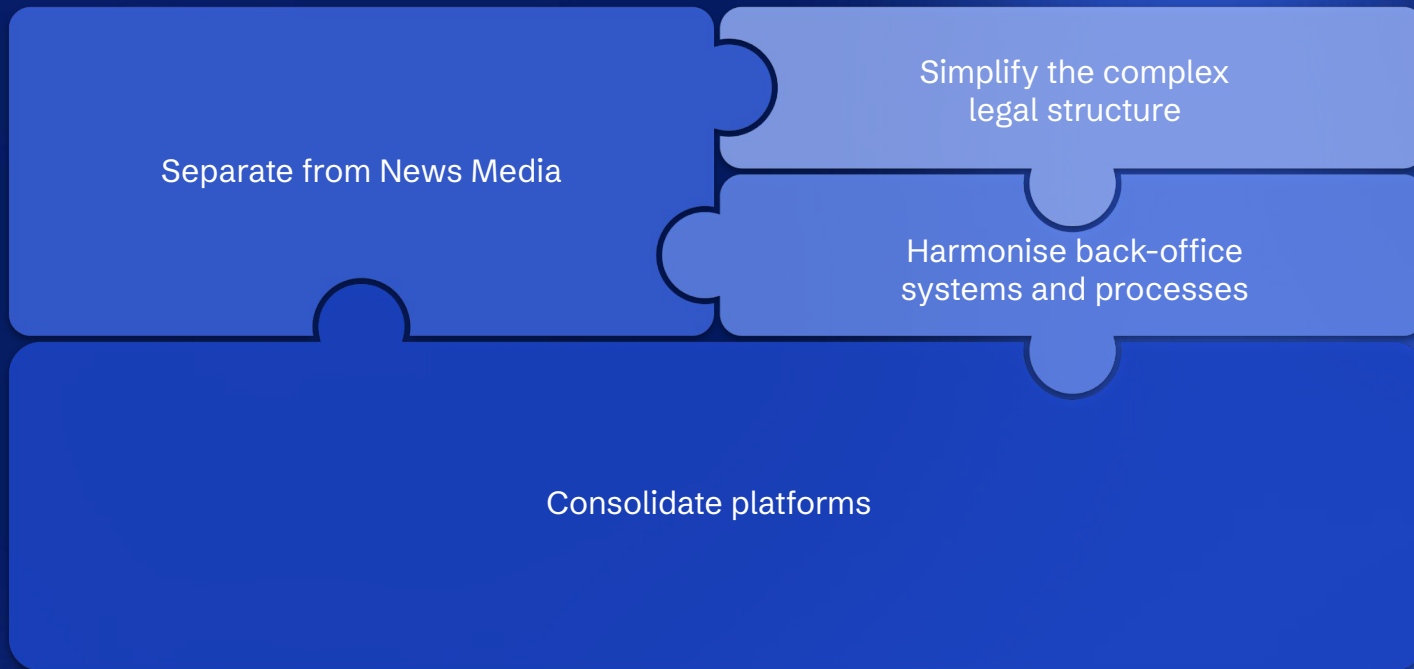 Separate from News Media
Simplify the complex
legal structure
Harmonise back-office
systems and processes
Consolidate platforms